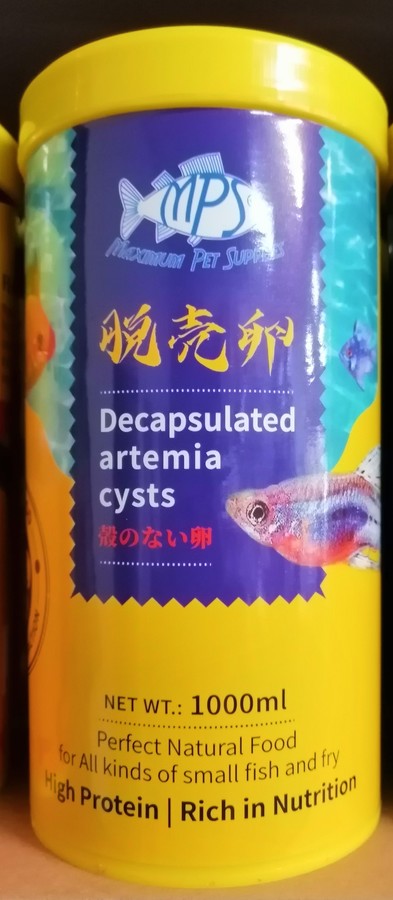 MPS
MAXIMUM PET SUPPLIES
脱壳卵
Decapsulated
artemia
cysts
殻のない卵
NET WT.: 1000ml
Perfect Natural Food
for All kinds of small fish and fry
High Protein | Rich in Nutrition